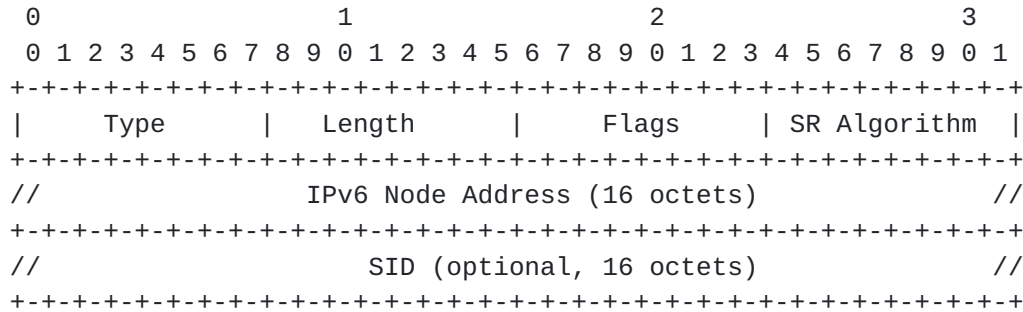 0                   1                   2                   3
 0 1 2 3 4 5 6 7 8 9 0 1 2 3 4 5 6 7 8 9 0 1 2 3 4 5 6 7 8 9 0 1
+-+-+-+-+-+-+-+-+-+-+-+-+-+-+-+-+-+-+-+-+-+-+-+-+-+-+-+-+-+-+-+-+
|      Type     |   Length      |     Flags     | SR Algorithm  |
+-+-+-+-+-+-+-+-+-+-+-+-+-+-+-+-+-+-+-+-+-+-+-+-+-+-+-+-+-+-+-+-+
//                 IPv6 Node Address (16 octets)               //
+-+-+-+-+-+-+-+-+-+-+-+-+-+-+-+-+-+-+-+-+-+-+-+-+-+-+-+-+-+-+-+-+
//                     SID (optional, 16 octets)               //
+-+-+-+-+-+-+-+-+-+-+-+-+-+-+-+-+-+-+-+-+-+-+-+-+-+-+-+-+-+-+-+-+